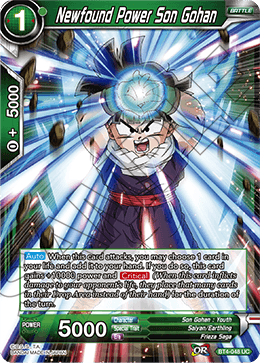 1
Newfound Power Son Gohan
BATTLE
0 + 5000
Auto When this card attacks, you may choose 1 card in
your life and add it to your hand. If you do so, this card
gains +10000 power and Critical (When this card inflicts
damage to your opponent's life, they place that many
cards in their Drop Area instead of their hand) for the duration of
the turn.
POWER
5000
Character
Son Gohan : Youth
Special Trait
Saiyan/Earthling
Era
Frieza Saga
BT4-048 UC